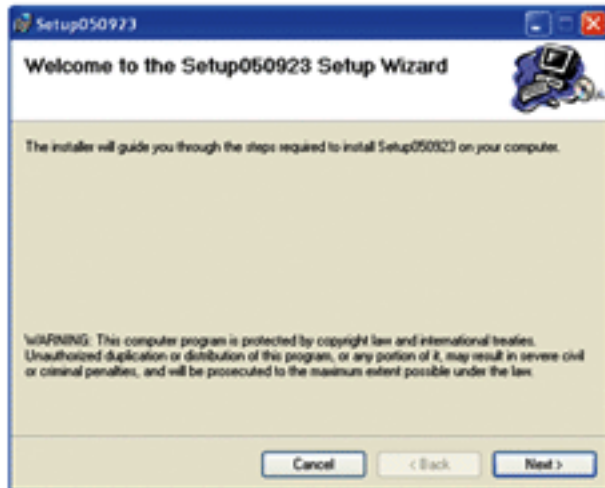 Setup050923
Welcome to the Setup050923 Setup Wizard
The installer will guide you through the steps required to install Setup050923 on your computer.
WARNING: This computer program is protected by copyright law and international treaties.
Unauthorized duplication or distribution of this program, or any portion of it, may result in severe civil
or criminal penalties, and will be prosecuted to the maximum extent possible under the law.
Cancel
< Back
Next >